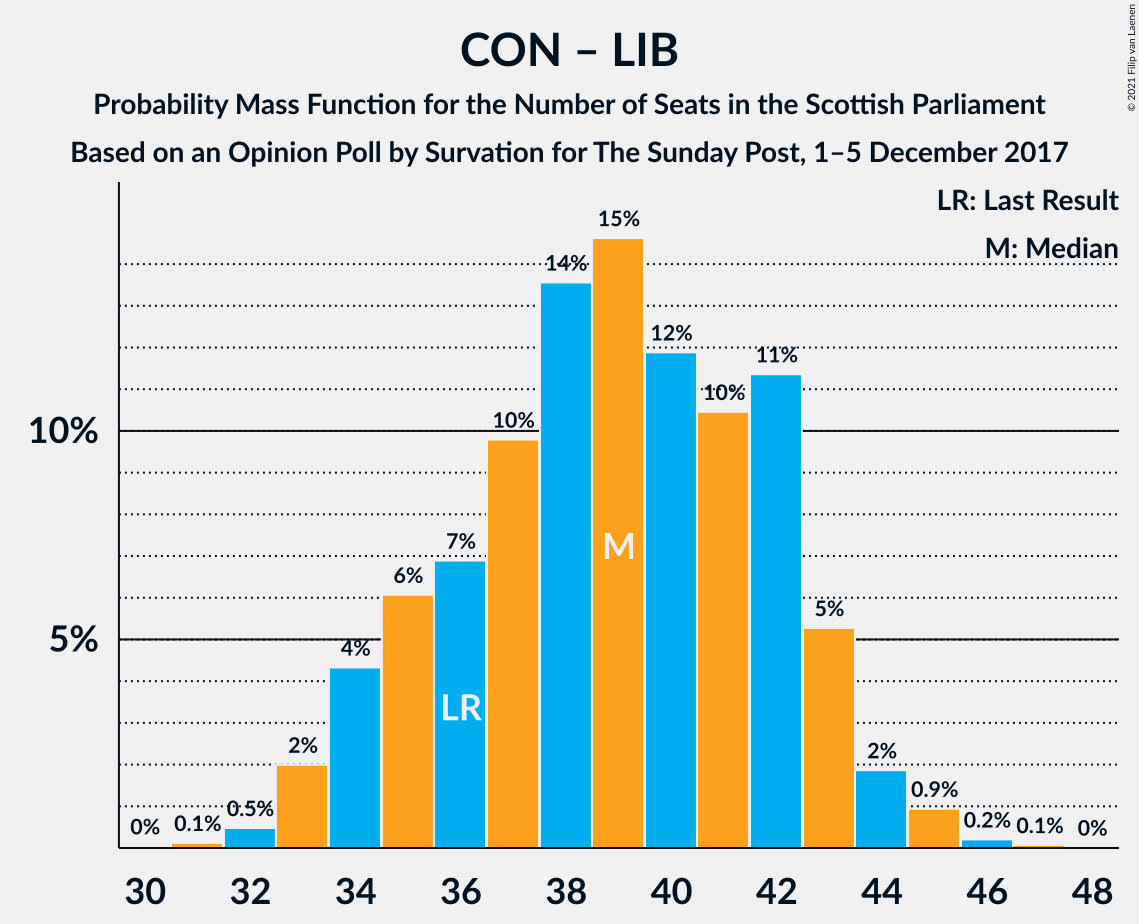 CON – LIB
Probability Mass Function for the Number of Seats in the Scottish Parliament
Based on an Opinion Poll by Survation for The Sunday Post, 1–5 December 2017
© 2021 Filip van Laenen
LR: Last Result
M: Median
10%
5%
0%
0.1%
0.5%
2%
4%
6%
7%
10%
14%
15%
12%
10%
11%
5%
2%
0.9%
0.2%
0.1%
0%
LR
M
30 32 34 36 38 40 42 44 46 48